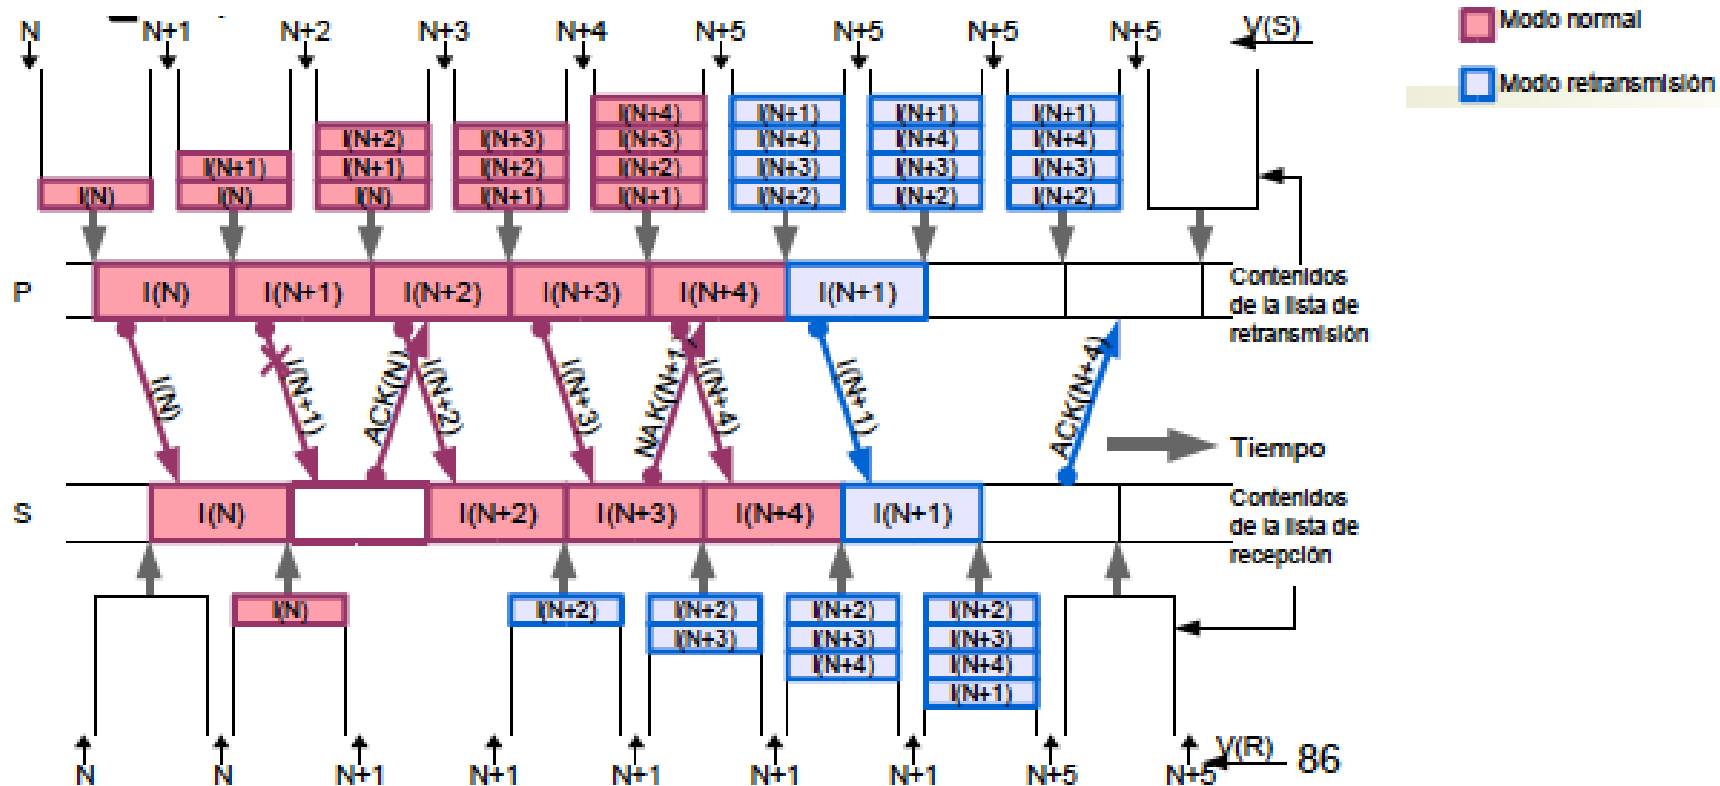 N N+1 N+2 N+3 N+4 N+5 N+5 N+5 N+5 V(S)
Modo normal
Modo retransmisión
I(N)
I(N+1)
I(N)
I(N+2)
I(N+1)
I(N)
I(N+3)
I(N+2)
I(N+1)
I(N+4)
I(N+3)
I(N+2)
I(N+1)
I(N+1)
I(N+4)
I(N+3)
I(N+2)
I(N+1)
I(N+4)
I(N+3)
I(N+2)
I(N+1)
I(N+4)
I(N+3)
I(N+2)
P I(N) I(N+1) I(N+2) I(N+3) I(N+4) I(N+1)
Contenidos
de la lista de
retransmisión
I(N)
I(N+1)
ACK(N)
I(N+2)
I(N+3)
NAK(N+1)
I(N+4)
I(N+1)
ACK(N+4)
Tiempo
S I(N) I(N+2) I(N+3) I(N+4) I(N+1)
Contenidos
de la lista de
recepción
I(N)
I(N+2)
I(N+2)
I(N+3)
I(N+2)
I(N+3)
I(N+4)
I(N+2)
I(N+3)
I(N+4)
I(N+1)
N N N+1 N+1 N+1 N+1 N+1 N+5 N+5 V(R)
86